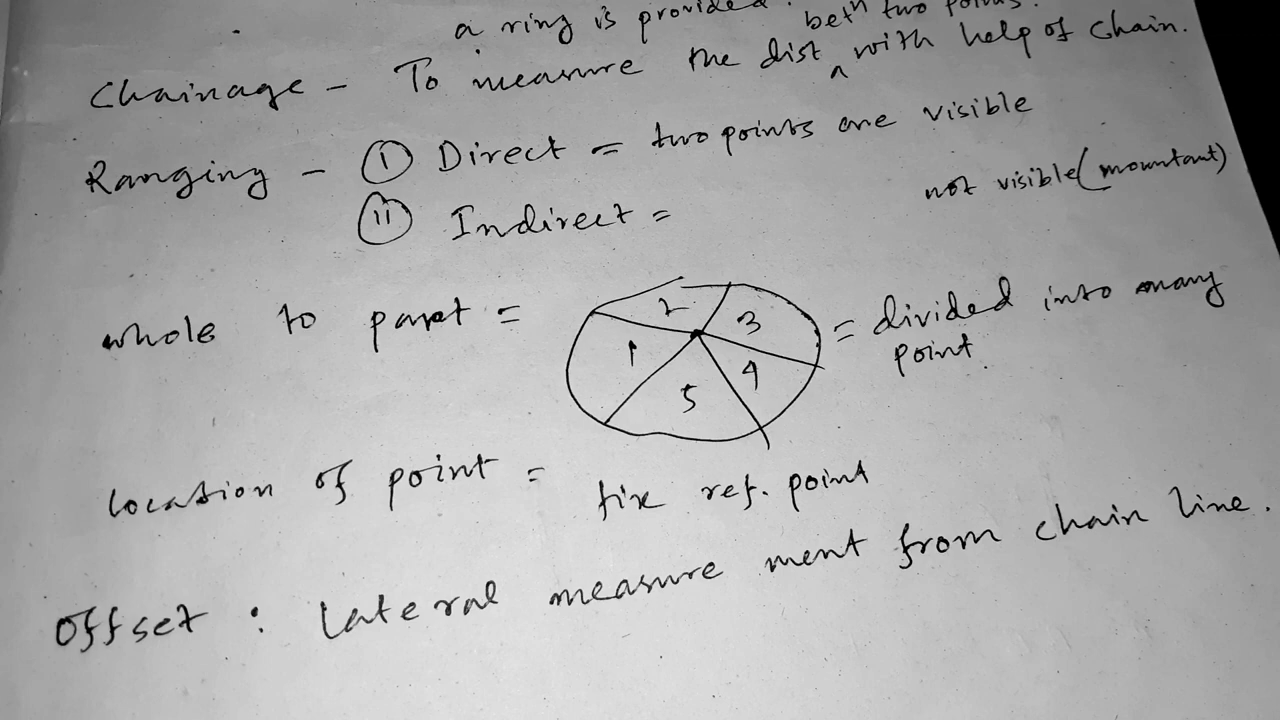 a ring is provided.
Chainage - To measure the dist betn two points with help of chain.
Ranging - (i) Direct = two points are visible
(ii) Indirect = not visible (mountant)
whole to part = = divided into many
point.
1 2 3 4 5
location of point = fix ref. point
Offset : Lateral measure ment from chain line.